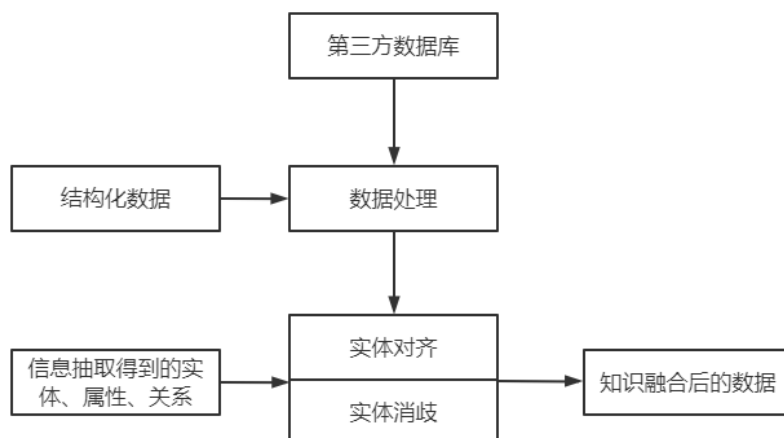 第三方数据库
结构化数据
数据处理
实体对齐
信息抽取得到的实
体、属性、关系
知识融合后的数据
实体消歧